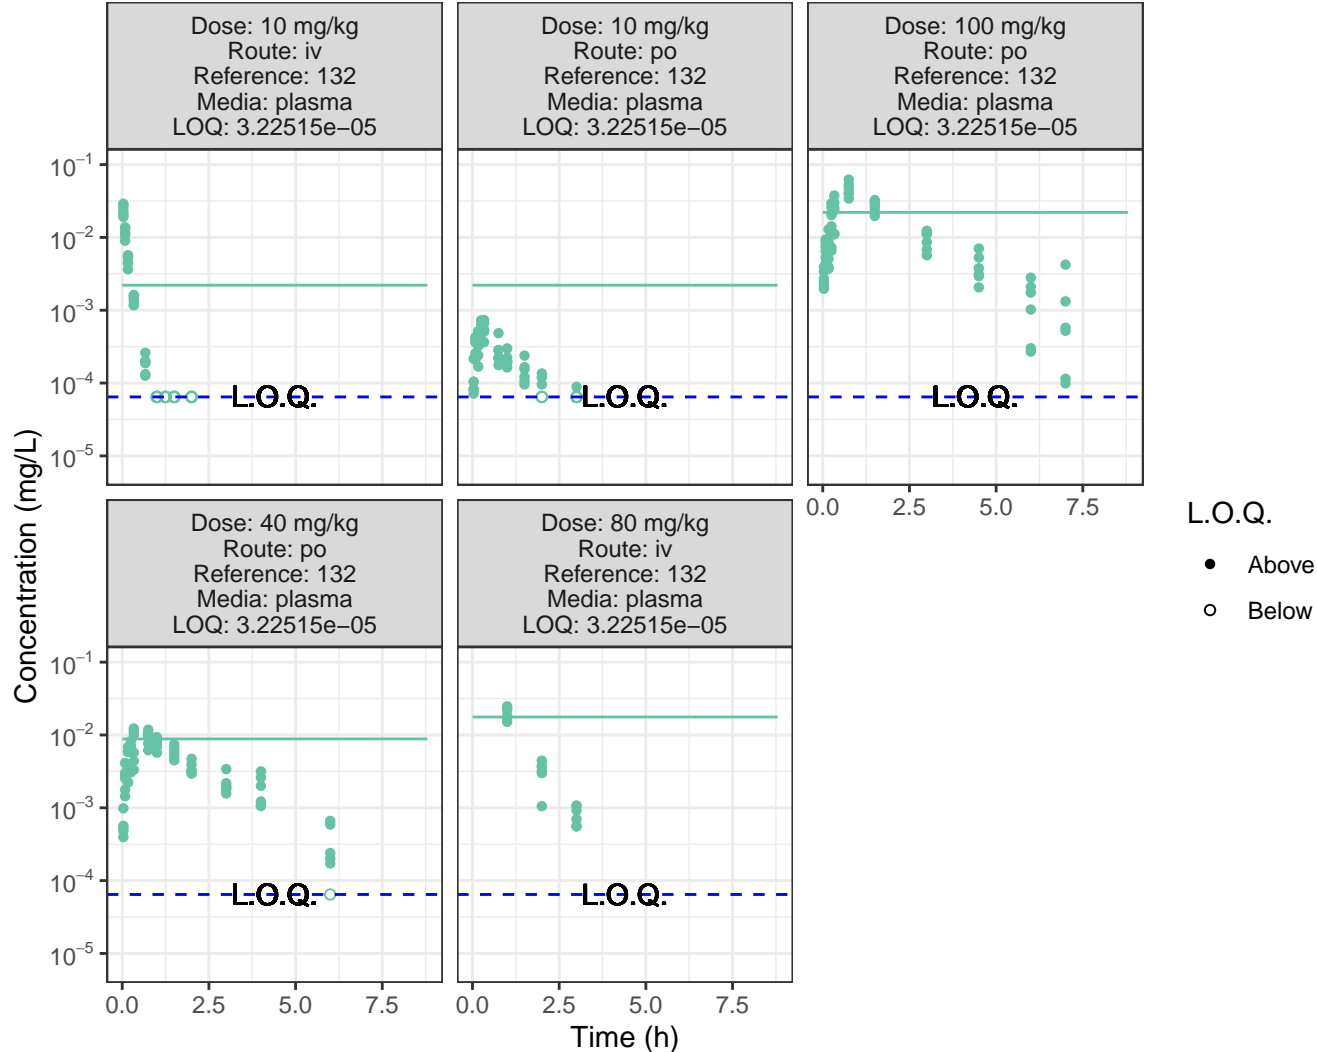 Dose: 10 mg/kg
Route: iv
Reference: 132
Media: plasma
LOQ: 3.22515e−05
Dose: 10 mg/kg
Route: po
Reference: 132
Media: plasma
LOQ: 3.22515e−05
Dose: 100 mg/kg
Route: po
Reference: 132
Media: plasma
LOQ: 3.22515e−05
10⁻¹
10⁻²
10⁻³
10⁻⁴
10⁻⁵
L.O.Q.
L.O.Q.
L.O.Q.
0.0 2.5 5.0 7.5
Dose: 40 mg/kg
Route: po
Reference: 132
Media: plasma
LOQ: 3.22515e−05
Dose: 80 mg/kg
Route: iv
Reference: 132
Media: plasma
LOQ: 3.22515e−05
10⁻¹
10⁻²
10⁻³
10⁻⁴
10⁻⁵
L.O.Q.
L.O.Q.
0.0 2.5 5.0 7.5
0.0 2.5 5.0 7.5
Time (h)
Concentration (mg/L)
L.O.Q.
Above
Below